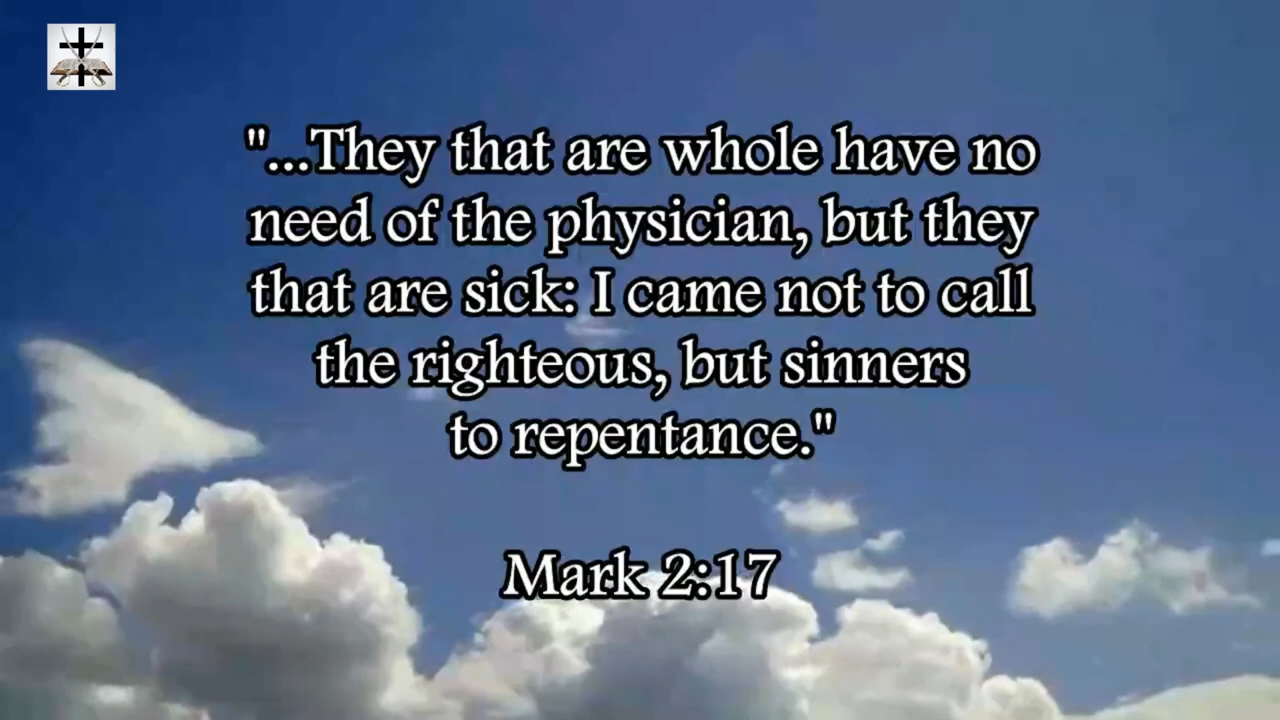 "...They that are whole have no
need of the physician, but they
that are sick: I came not to call
the righteous, but sinners
to repentance."
Mark 2:17